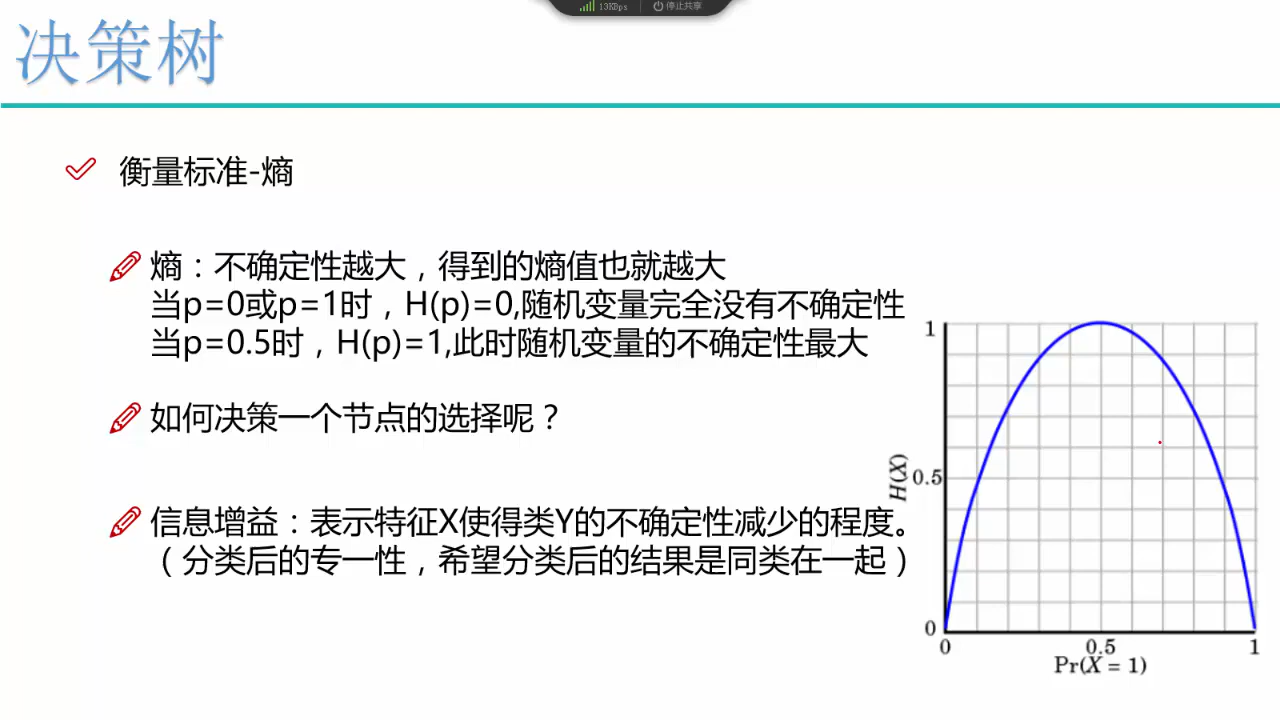 13KBps 停止共享
决策树
衡量标准-熵
熵：不确定性越大，得到的熵值也就越大
当p=0或p=1时，H(p)=0,随机变量完全没有不确定性
当p=0.5时，H(p)=1,此时随机变量的不确定性最大
如何决策一个节点的选择呢？
信息增益：表示特征X使得类Y的不确定性减少的程度。
（分类后的专一性，希望分类后的结果是同类在一起）
1
H(X)
0.5
0
0 0.5 1
Pr(X = 1)